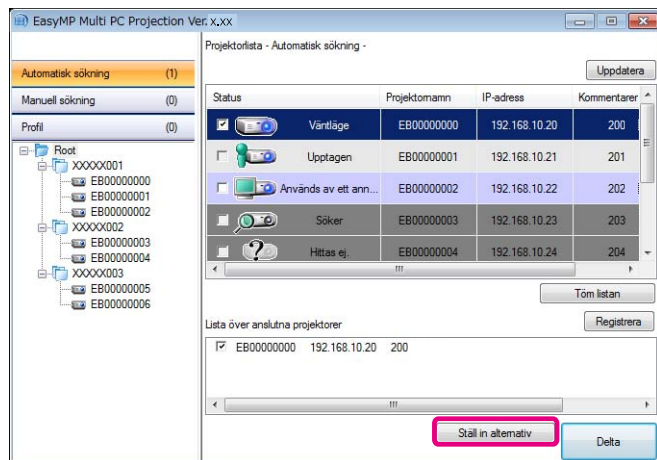 EasyMP Multi PC Projection Ver. x.xx
Projektorlista - Automatisk sökning -
Uppdatera
Automatisk sökning (1)
Manuell sökning (0)
Profil (0)
Root
XXXXX001
EB00000000
EB00000001
EB00000002
XXXXX002
EB00000003
EB00000004
XXXXX003
EB00000005
EB00000006
Status Projektornamn IP-adress Kommentarer
Vänteläge EB00000000 192.168.10.20 200
Upptagen EB00000001 192.168.10.21 201
Används av ett ann... EB00000002 192.168.10.22 202
Söker EB00000003 192.168.10.23 203
Hittas ej. EB00000004 192.168.10.24 204
Töm listan
Lista över anslutna projektorer
Registrera
EB00000000 192.168.10.20 200
Ställ in alternativ
Delta